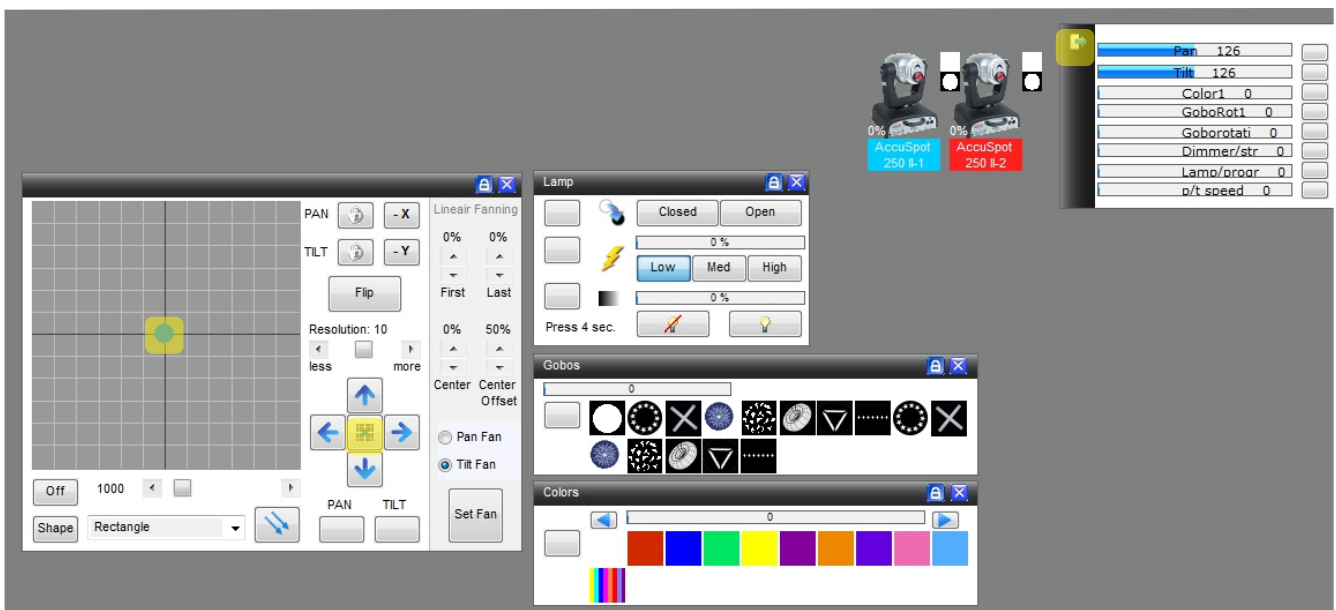 Pan 126
Tilt 126
Color1 0
GoboRot1 0
Goborotati 0
Dimmer/str 0
Lamp/progr 0
p/t speed 0
0%
0%
AccuSpot
250 II-1
AccuSpot
250 II-2
PAN
- X
TILT
- Y
Flip
Resolution: 10
less
more
PAN
TILT
Off
1000
Shape
Rectangle
Lineair Fanning
0%
0%
First
Last
0%
50%
Center
Center
Offset
Pan Fan
Tilt Fan
Set Fan
Lamp
Closed
Open
0 %
Low
Med
High
0 %
Press 4 sec.
Gobos
0
Colors
0